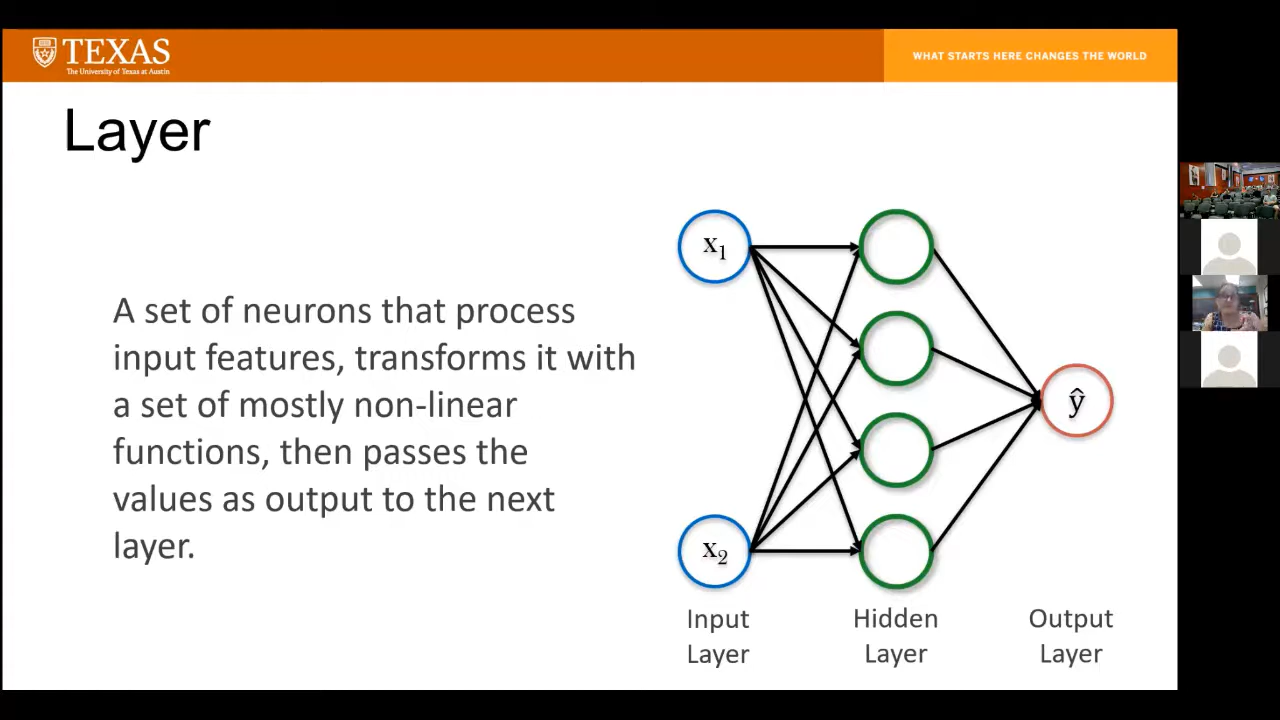 TEXAS
The University of Texas at Austin
WHAT STARTS HERE CHANGES THE WORLD
Layer
A set of neurons that process
input features, transforms it with
a set of mostly non-linear
functions, then passes the
values as output to the next
layer.
x₁
x₂
ŷ
Input
Layer
Hidden
Layer
Output
Layer